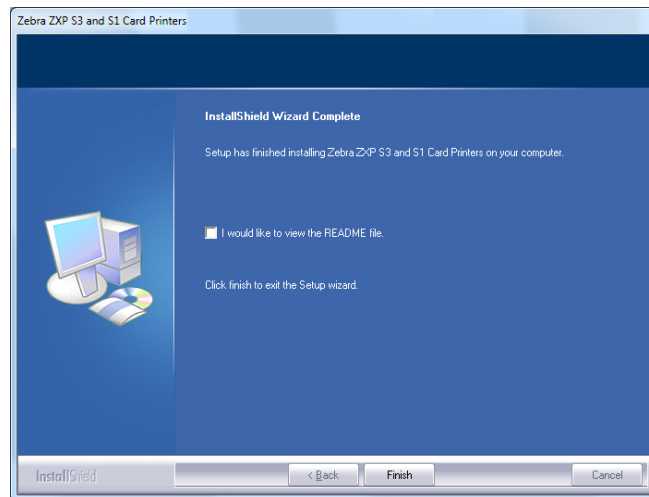 Zebra ZXP S3 and S1 Card Printers
InstallShield Wizard Complete
Setup has finished installing Zebra ZXP S3 and S1 Card Printers on your computer.
I would like to view the README file.
Click finish to exit the Setup wizard.
InstallShield
< Back
Finish
Cancel